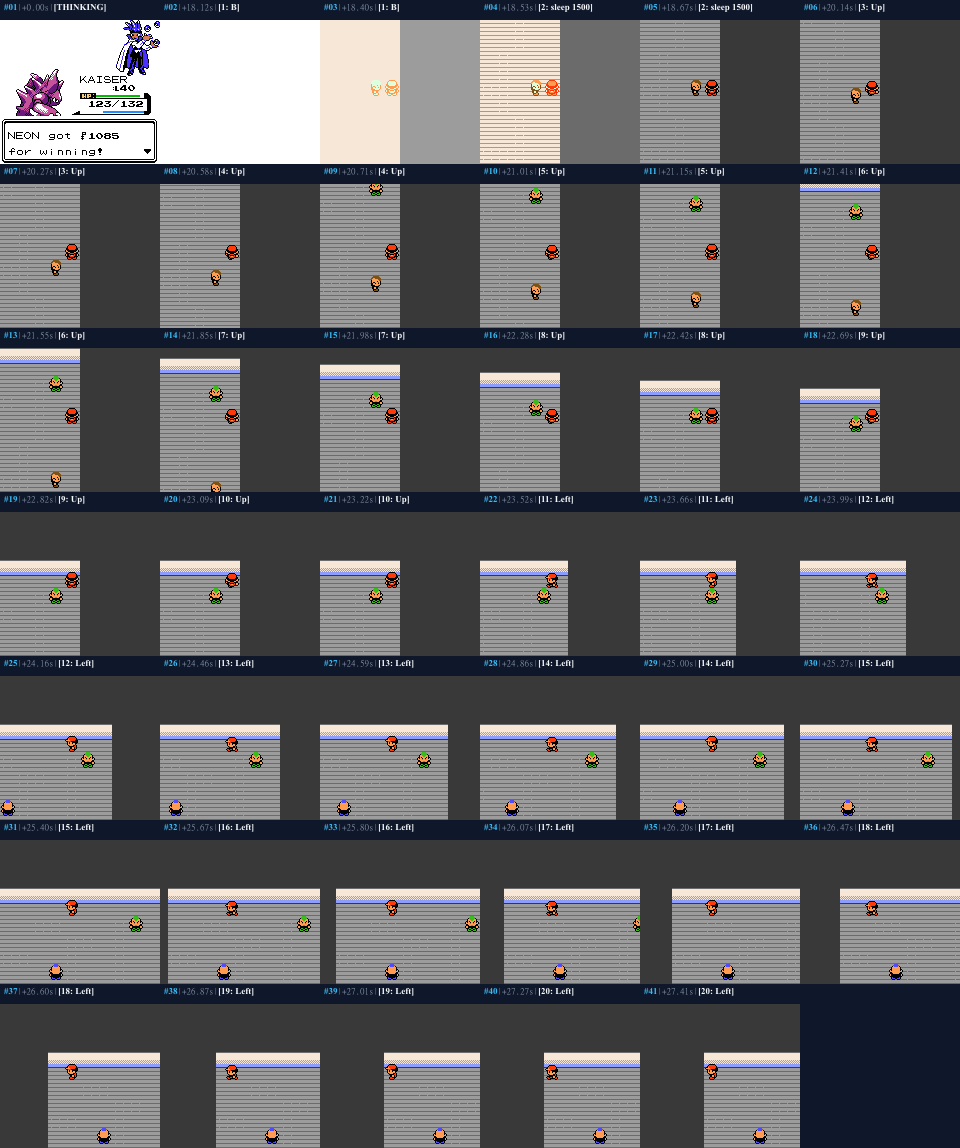 #01|+0.00s|[THINKING]
#02|+18.12s|[1: B]
#03|+18.40s|[1: B]
#04|+18.53s|[2: sleep 1500]
#05|+18.67s|[2: sleep 1500]
#06|+20.14s|[3: Up]
KAISER
:40
HP:
123/132
NEON got ₽1085
for winning!
#07|+20.27s|[3: Up]
#08|+20.58s|[4: Up]
#09|+20.71s|[4: Up]
#10|+21.01s|[5: Up]
#11|+21.15s|[5: Up]
#12|+21.41s|[6: Up]
#13|+21.55s|[6: Up]
#14|+21.85s|[7: Up]
#15|+21.98s|[7: Up]
#16|+22.28s|[8: Up]
#17|+22.42s|[8: Up]
#18|+22.69s|[9: Up]
#19|+22.82s|[9: Up]
#20|+23.09s|[10: Up]
#21|+23.22s|[10: Up]
#22|+23.52s|[11: Left]
#23|+23.66s|[11: Left]
#24|+23.99s|[12: Left]
#25|+24.16s|[12: Left]
#26|+24.46s|[13: Left]
#27|+24.59s|[13: Left]
#28|+24.86s|[14: Left]
#29|+25.00s|[14: Left]
#30|+25.27s|[15: Left]
#31|+25.40s|[15: Left]
#32|+25.67s|[16: Left]
#33|+25.80s|[16: Left]
#34|+26.07s|[17: Left]
#35|+26.20s|[17: Left]
#36|+26.47s|[18: Left]
#37|+26.60s|[18: Left]
#38|+26.87s|[19: Left]
#39|+27.01s|[19: Left]
#40|+27.27s|[20: Left]
#41|+27.41s|[20: Left]